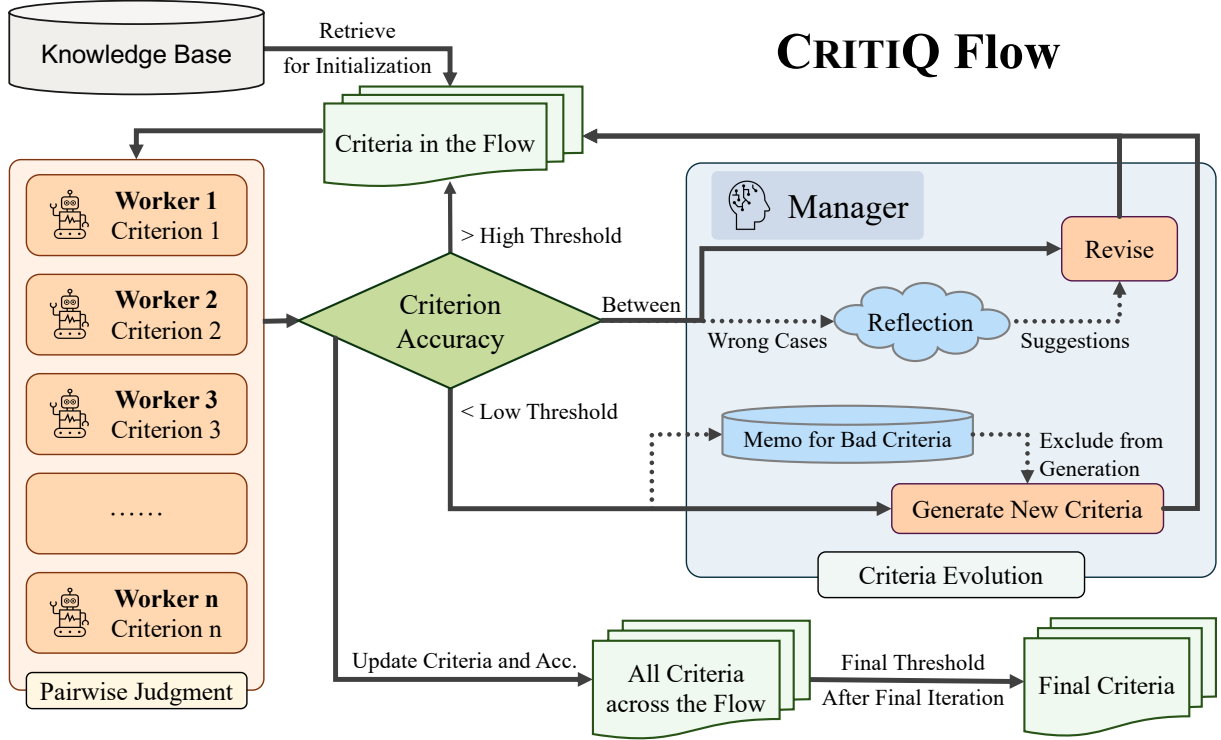 Knowledge Base
Retrieve
for Initialization
CRITIQ Flow
Criteria in the Flow
Worker 1
Criterion 1
Worker 2
Criterion 2
Worker 3
Criterion 3
……
Worker n
Criterion n
Pairwise Judgment
> High Threshold
Criterion
Accuracy
Between
< Low Threshold
Manager
Revise
Wrong Cases
Reflection
Suggestions
Memo for Bad Criteria
Exclude from
Generation
Generate New Criteria
Criteria Evolution
Update Criteria and Acc.
All Criteria
across the Flow
Final Threshold
After Final Iteration
Final Criteria